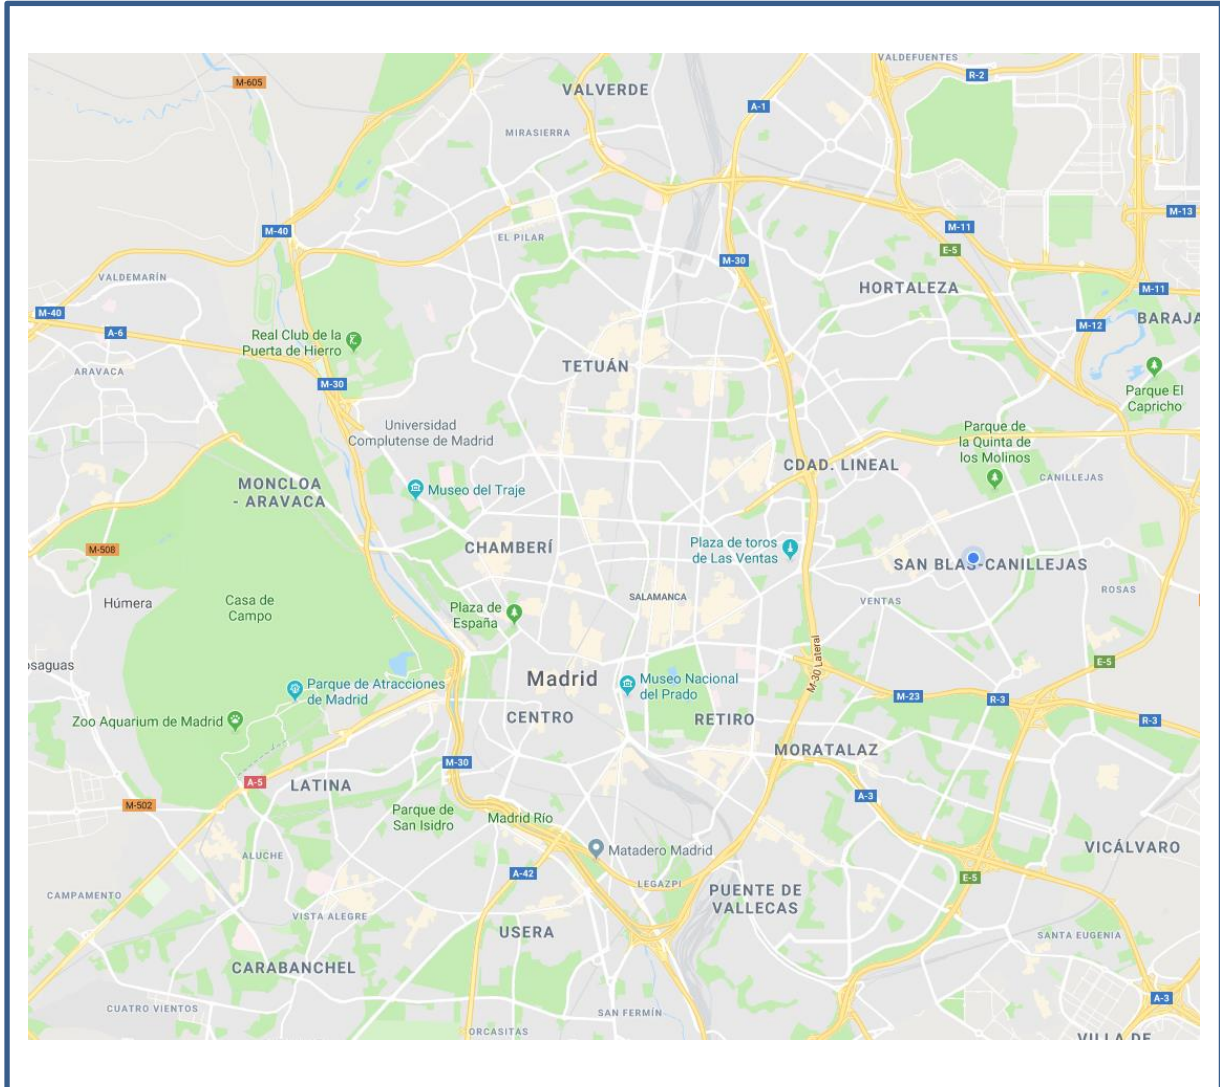 VALDEFUENTES
M-605
R-2
VALVERDE
A-1
MIRASIERRA
M-13
M-40
M-11
EL PILAR
E-5
M-30
VALDEMARÍN
HORTALEZA
M-11
M-40
BARAJA
A-6
M-12
Real Club de la
Puerta de Hierro
TETUÁN
ARAVACA
M-30
Parque El
Capricho
Universidad
Complutense de Madrid
Parque de
la Quinta de
los Molinos
CDAD. LINEAL
CANILLEJAS
MONCLOA
- ARAVACA
Museo del Traje
M-508
CHAMBERÍ
Plaza de toros
de Las Ventas
SAN BLAS-CANILLEJAS
ROSAS
Húmera
Casa de
Campo
SALAMANCA
VENTAS
Plaza de
España
M-30 Lateral
osaguas
E-5
Madrid
Museo Nacional
del Prado
Parque de Atracciones
de Madrid
M-23
R-3
Zoo Aquarium de Madrid
CENTRO
RETIRO
R-3
MORATALAZ
M-30
A-5
LATINA
A-3
M-502
Parque de
San Isidro
Madrid Río
Matadero Madrid
VICÁLVARO
ALUCHE
A-42
E-5
LEGAZPI
CAMPAMENTO
PUENTE DE
VALLECAS
VISTA ALEGRE
USERA
SANTA EUGENIA
CARABANCHEL
A-3
CUATRO VIENTOS
SAN FERMÍN
ORCASITAS
VILLA DE